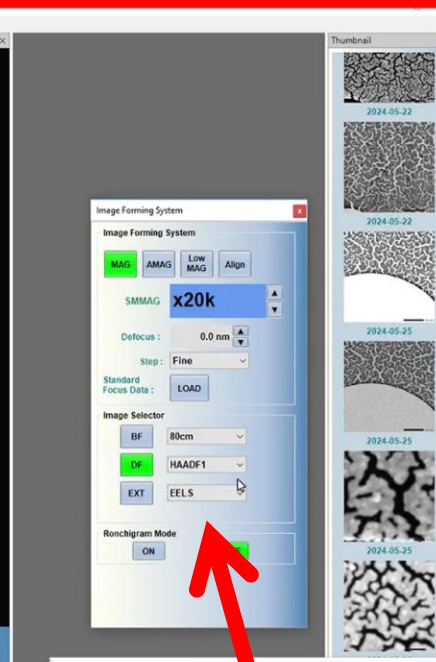 Thumbnail
2024-05-22
2024-05-22
2024-05-25
2024-05-25
2024-05-25
Image Forming System
x
Image Forming System
MAG AMAG Low MAG Align
SMMAG x20k
Defocus : 0.0 nm
Step : Fine
Standard
Focus Data : LOAD
Image Selector
BF 80cm
DF HAADF1
EXT EELS
Ronchigram Mode
ON